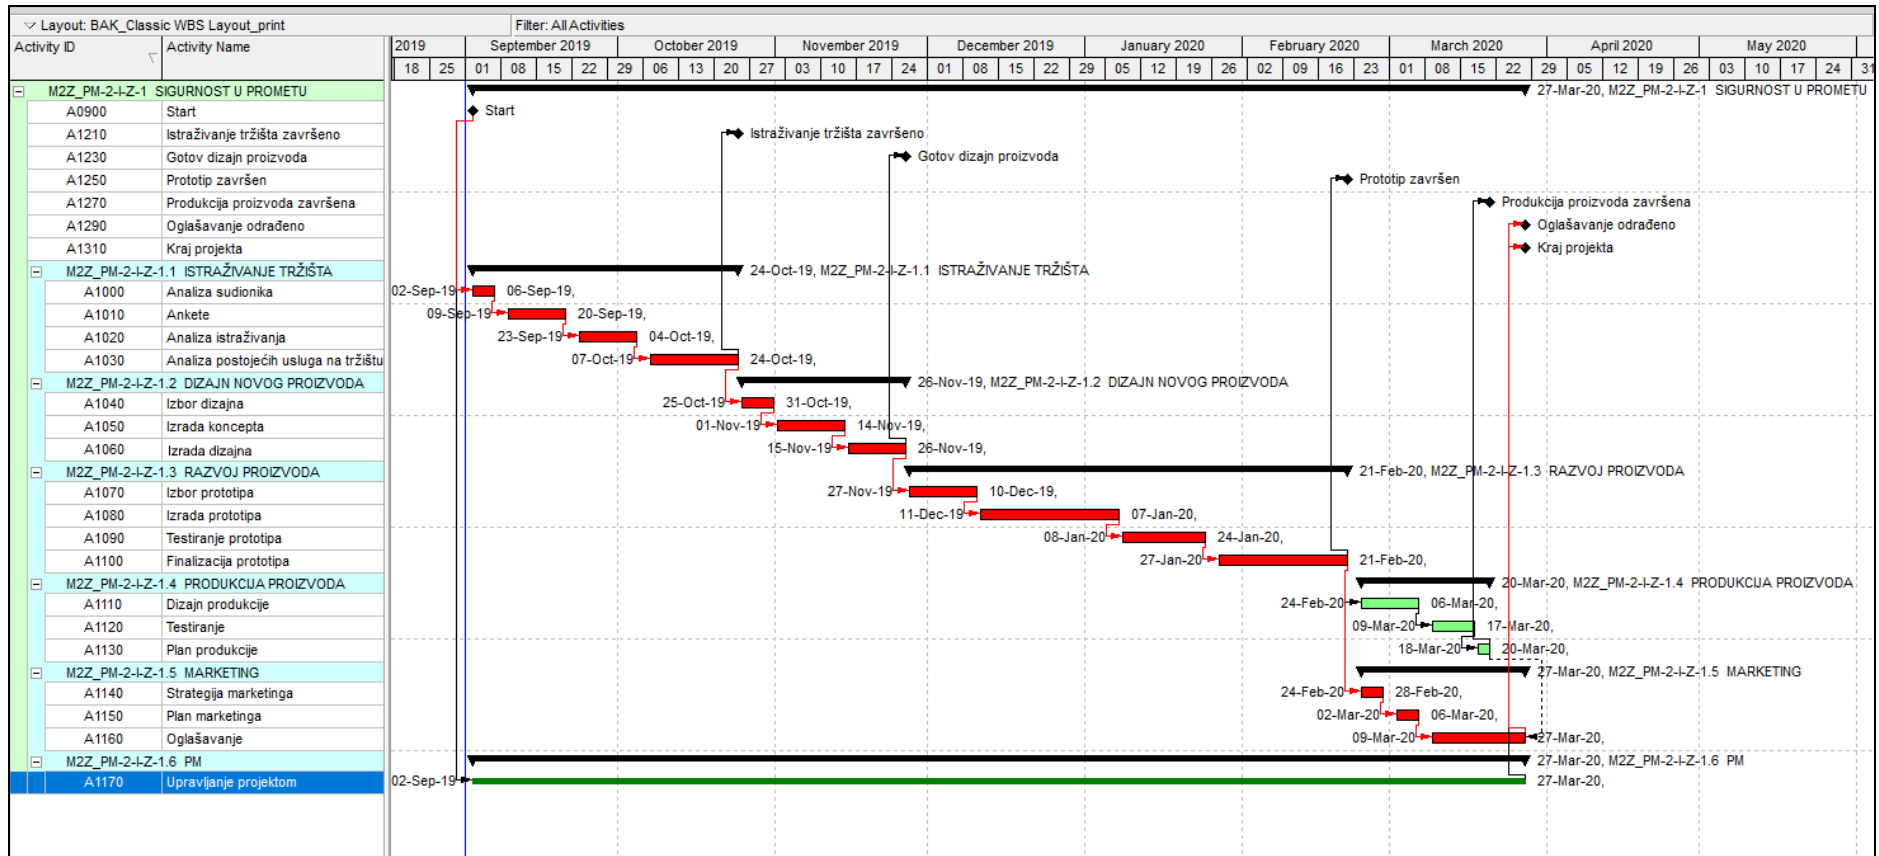 Layout: BAK_Classic WBS Layout_print Filter: All Activities
Activity ID Activity Name 2019 September 2019 October 2019 November 2019 December 2019 January 2020 February 2020 March 2020 April 2020 May 2020
18 25 01 08 15 22 29 06 13 20 27 03 10 17 24 01 08 15 22 29 05 12 19 26 02 09 16 23 01 08 15 22 29 05 12 19 26 03 10 17 24 31
M2Z_PM-2-I-Z-1 SIGURNOST U PROMETU 27-Mar-20, M2Z_PM-2-I-Z-1 SIGURNOST U PROMETU
A0900 Start Start
A1210 Istraživanje tržišta završeno Istraživanje tržišta završeno
A1230 Gotov dizajn proizvoda Gotov dizajn proizvoda
A1250 Prototip završen Prototip završen
A1270 Produkcija proizvoda završena Produkcija proizvoda završena
A1290 Oglašavanje odrađeno Oglašavanje odrađeno
A1310 Kraj projekta Kraj projekta
M2Z_PM-2-I-Z-1.1 ISTRAŽIVANJE TRŽIŠTA 24-Oct-19, M2Z_PM-2-I-Z-1.1 ISTRAŽIVANJE TRŽIŠTA
A1000 Analiza sudionika 02-Sep-19 06-Sep-19,
A1010 Ankete 09-Sep-19 20-Sep-19,
A1020 Analiza istraživanja 23-Sep-19 04-Oct-19,
A1030 Analiza postojećih usluga na tržištu 07-Oct-19 24-Oct-19,
M2Z_PM-2-I-Z-1.2 DIZAJN NOVOG PROIZVODA 26-Nov-19, M2Z_PM-2-I-Z-1.2 DIZAJN NOVOG PROIZVODA
A1040 Izbor dizajna 25-Oct-19 31-Oct-19,
A1050 Izrada koncepta 01-Nov-19 14-Nov-19,
A1060 Izrada dizajna 15-Nov-19 26-Nov-19,
M2Z_PM-2-I-Z-1.3 RAZVOJ PROIZVODA 21-Feb-20, M2Z_PM-2-I-Z-1.3 RAZVOJ PROIZVODA
A1070 Izbor prototipa 27-Nov-19 10-Dec-19,
A1080 Izrada prototipa 11-Dec-19 07-Jan-20,
A1090 Testiranje prototipa 08-Jan-20 24-Jan-20,
A1100 Finalizacija prototipa 27-Jan-20 21-Feb-20,
M2Z_PM-2-I-Z-1.4 PRODUKCIJA PROIZVODA 20-Mar-20, M2Z_PM-2-I-Z-1.4 PRODUKCIJA PROIZVODA
A1110 Dizajn produkcije 24-Feb-20 06-Mar-20,
A1120 Testiranje 09-Mar-20 17-Mar-20,
A1130 Plan produkcije 18-Mar-20 20-Mar-20,
M2Z_PM-2-I-Z-1.5 MARKETING 27-Mar-20, M2Z_PM-2-I-Z-1.5 MARKETING
A1140 Strategija marketinga 24-Feb-20 28-Feb-20,
A1150 Plan marketinga 02-Mar-20 06-Mar-20,
A1160 Oglašavanje 09-Mar-20 27-Mar-20,
M2Z_PM-2-I-Z-1.6 PM 27-Mar-20, M2Z_PM-2-I-Z-1.6 PM
A1170 Upravljanje projektom 02-Sep-19 27-Mar-20,